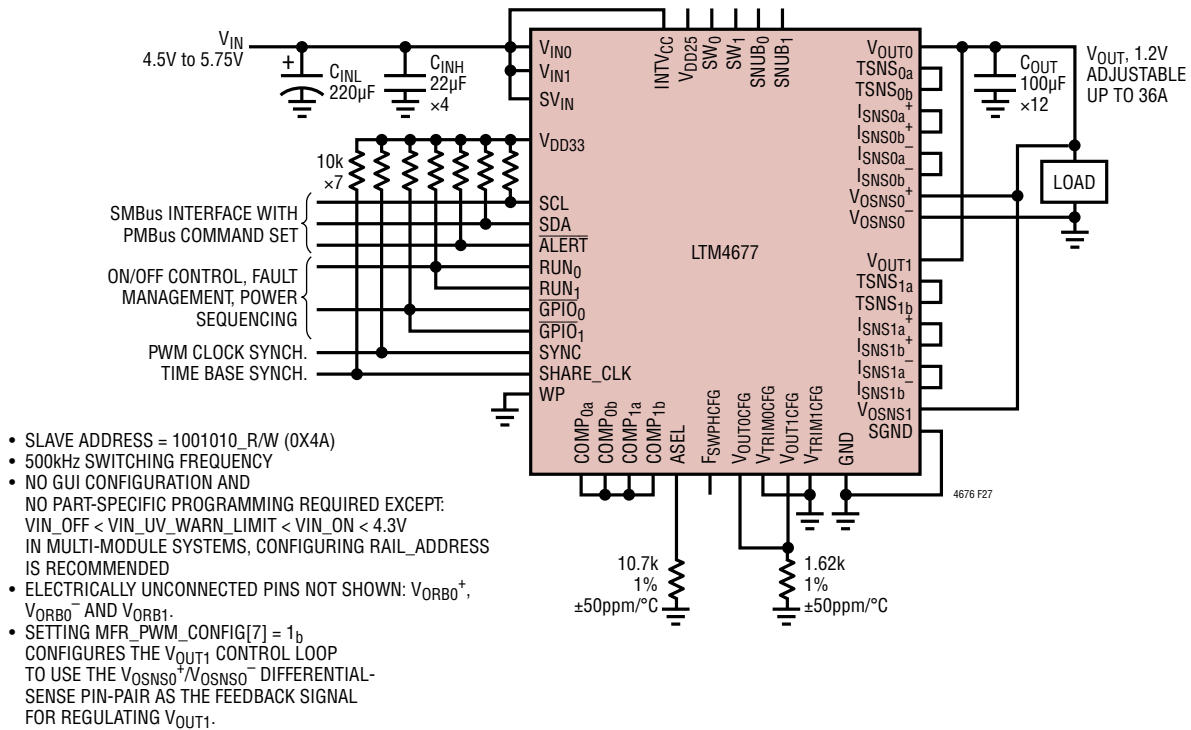 INTVCC
VDD25
SW0
SW1
SNUB0
SNUB1
VIN
4.5V to 5.75V
+
CINL
220µF
CINH
22µF
×4
VIN0
VIN1
SVIN
VDD33
10k
×7
SMBus INTERFACE WITH
PMBus COMMAND SET
ON/OFF CONTROL, FAULT
MANAGEMENT, POWER
SEQUENCING
PWM CLOCK SYNCH.
TIME BASE SYNCH.
SCL
SDA
ALERT
RUN0
RUN1
GPIO0
GPIO1
SYNC
SHARE_CLK
WP
LTM4677
VOUT0
TSNS0a
TSNS0b
ISNS0a+
ISNS0b+
ISNS0a–
ISNS0b–
VOSNS0+
VOSNS0–
VOUT1
TSNS1a
TSNS1b
ISNS1a+
ISNS1b+
ISNS1a–
ISNS1b–
VOSNS1
SGND
COUT
100µF
×12
VOUT, 1.2V
ADJUSTABLE
UP TO 36A
LOAD
COMP0a
COMP0b
COMP1a
COMP1b
ASEL
FSWPHCFG
VOUT0CFG
VTRIM0CFG
VOUT1CFG
VTRIM1CFG
GND
4676 F27
10.7k
1%
±50ppm/°C
1.62k
1%
±50ppm/°C
• SLAVE ADDRESS = 1001010_R/W (0X4A)
• 500kHz SWITCHING FREQUENCY
• NO GUI CONFIGURATION AND
NO PART-SPECIFIC PROGRAMMING REQUIRED EXCEPT:
VIN_OFF < VIN_UV_WARN_LIMIT < VIN_ON < 4.3V
IN MULTI-MODULE SYSTEMS, CONFIGURING RAIL_ADDRESS
IS RECOMMENDED
• ELECTRICALLY UNCONNECTED PINS NOT SHOWN: VORB0+,
VORB0– AND VORB1.
• SETTING MFR_PWM_CONFIG[7] = 1b
CONFIGURES THE VOUT1 CONTROL LOOP
TO USE THE VOSNS0+/VOSNS0– DIFFERENTIAL-
SENSE PIN-PAIR AS THE FEEDBACK SIGNAL
FOR REGULATING VOUT1.